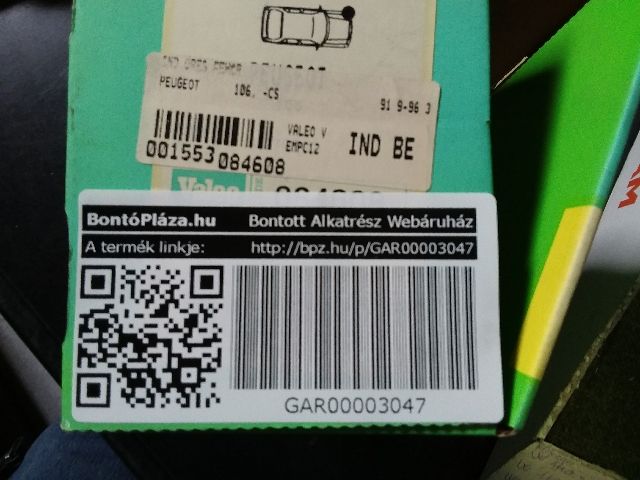 PEUGEOT
PEUGEOT 106. -CS 91 9-96 3
VALEO V
EMPC12
IND BE
001553 084608
Valeo
BontóPláza.hu Bontott Alkatrész Webáruház
A termék linkje: http://bpz.hu/p/GAR00003047
GAR00003047